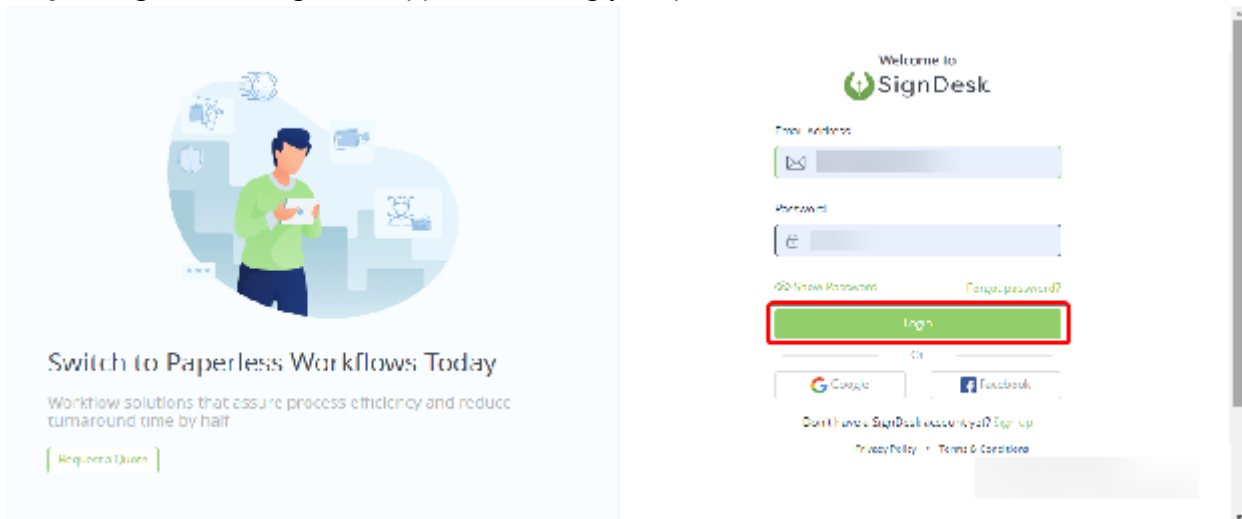 Welcome to
SignDesk
Email Address
Password
Show Password
Forgot password?
Login
Or
Google
Facebook
Don't have a SignDesk account yet? Sign up
Privacy Policy • Terms & Conditions
Switch to Paperless Workflows Today
Workflow solutions that assure process efficiency and reduce
turnaround time by half
Request a Quote